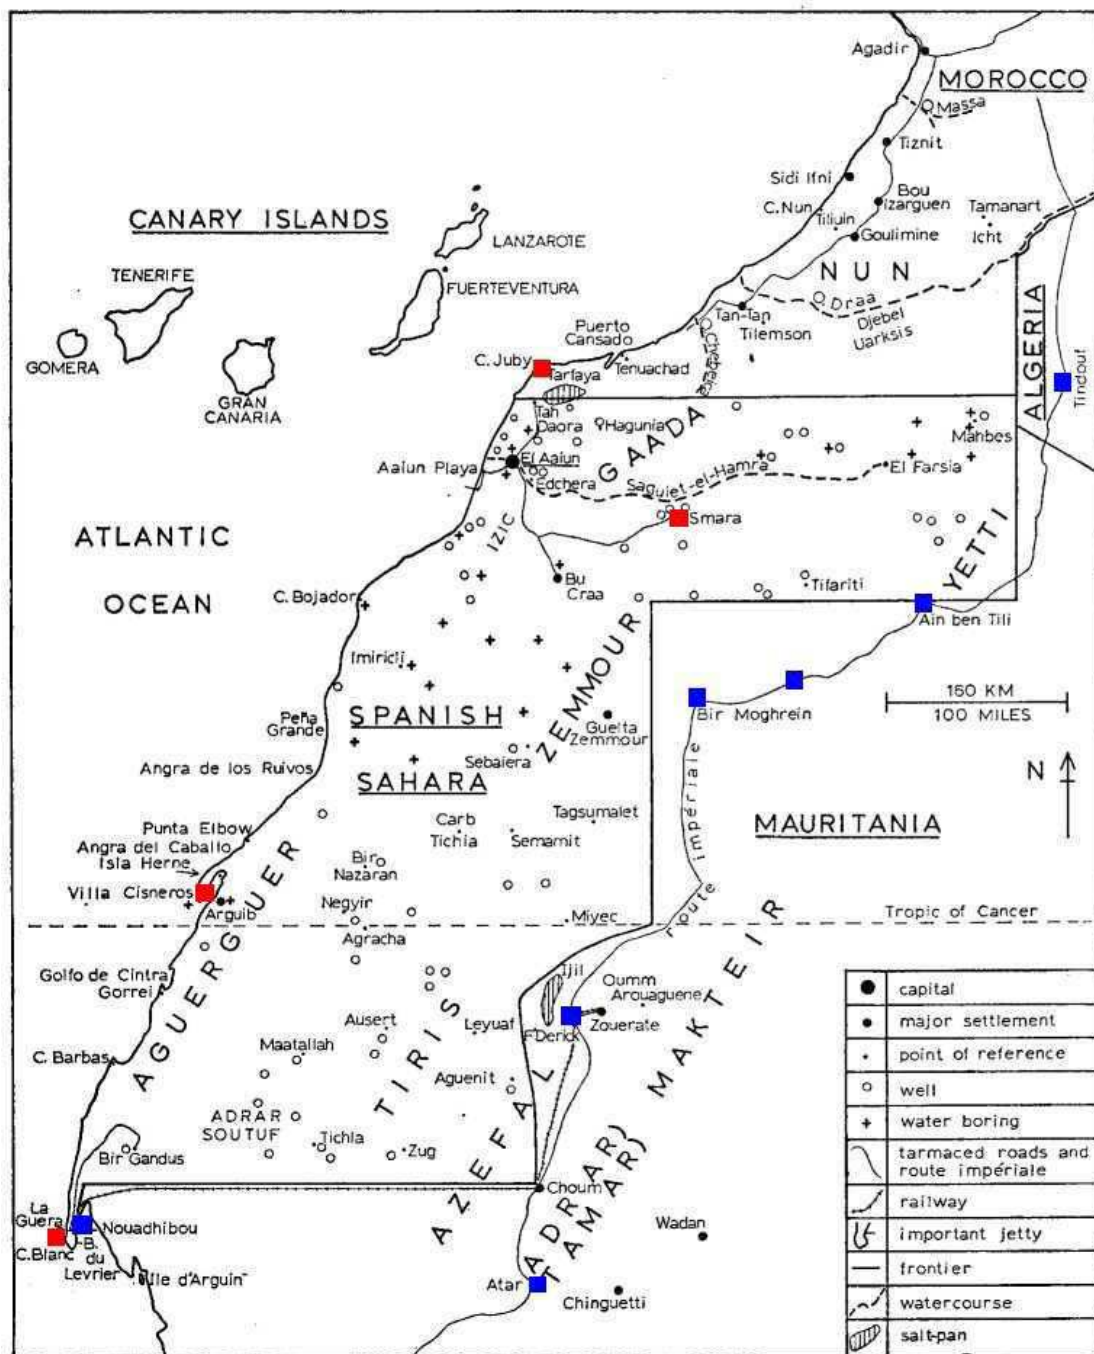 Agadir
MOROCCO
O. Massa
Tiznit
Sidi Ifni
Bou
Izarguen
C. Nun
Tiliuin
Tamanart
Icht
Goulimine
NUN
CANARY ISLANDS
LANZAROTE
TENERIFE
FUERTEVENTURA
GOMERA
GRAN
CANARIA
O. Draa
Djebel
Uarksis
Tan-Tan
Tilemson
O. Chebeica
Puerto
Cansado
C. Juby
Tarfaya
Tenuachad
ALGERIA
Tindouf
Tah
Daora
Hagunia
GAADA
Mahbes
Aaiun Playa
El Aaiun
Edchera
Saguiet-el-Hamra
El Farsia
IZIC
Smara
ATLANTIC
OCEAN
YETTI
Bu
Craa
Tifariti
C. Bojador
Ain ben Tili
Imiricli
ZEMMOUR
Bir Moghrein
160 KM
100 MILES
Peña
Grande
SPANISH
SAHARA
Guelta
Zemmour
Sebaiera
Angra de los Ruivos
N
route impériale
MAURITANIA
Punta Elbow
Angra del Caballo
Isla Herne
Carb
Tichia
Tagsumalet
Semamit
Bir
Nazaran
Villa Cisneros
Arguib
Negyir
Agracha
Miyec
Tropic of Cancer
AGUERGUER
Golfo de Cintra
Gorrei
Ijil
Oumm
Arouaguene
F'Derick
Zouerate
MAKTEIR
Ausert
Leyuaf
TIRIS
Maatallah
C. Barbas
Aguenit
AZEFAL
ADRAR
SOUTUF
Tichla
Zug
Bir Gandus
Choum
ADRAR)
TAMAR)
La
Guera
Nouadhibou
C. Blanc
B.
du
Levrier
Ile d'Arguin
Wadan
Atar
Chinguetti
capital
major settlement
point of reference
well
water boring
tarmaced roads and
route impériale
railway
important jetty
frontier
watercourse
salt-pan